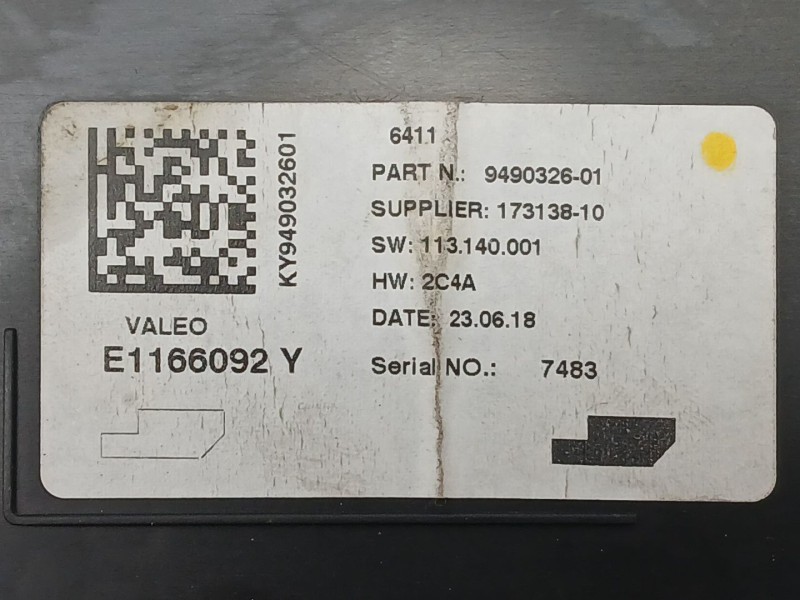 6411
PART N.: 9490326-01
SUPPLIER: 173138-10
SW: 113.140.001
HW: 2C4A
DATE: 23.06.18
Serial NO.: 7483
KY949032601
VALEO
E1166092 Y